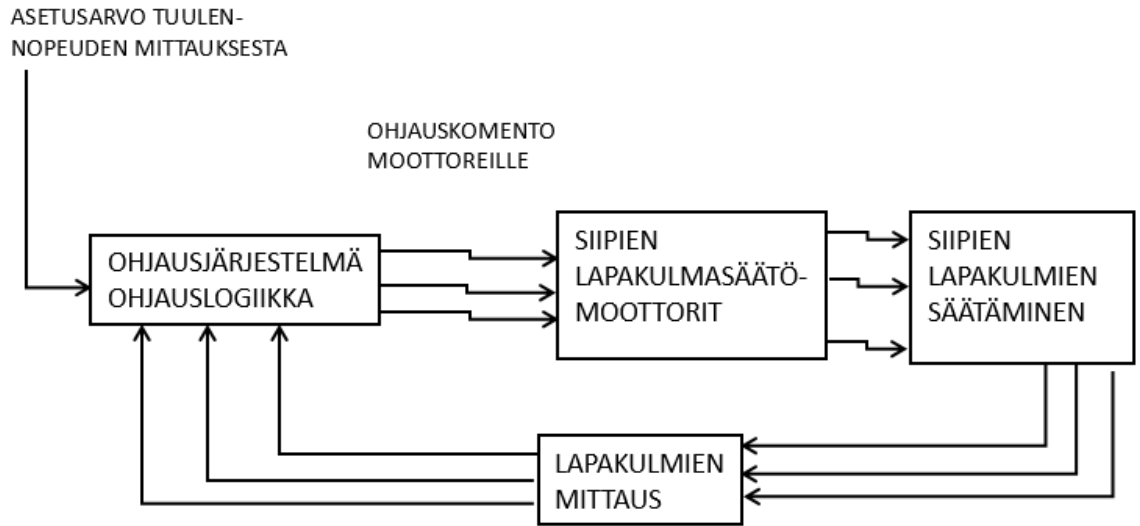 ASETUSARVO TUULEN-
NOPEUDEN MITTAUKSESTA
OHJAUSKOMENTO
MOOTTOREILLE
OHJAUSJÄRJESTELMÄ
OHJAUSLOGIIKKA
SIIPIEN
LAPAKULMASÄÄTÖ-
MOOTTORIT
SIIPIEN
LAPAKULMIEN
SÄÄTÄMINEN
LAPAKULMIEN
MITTAUS